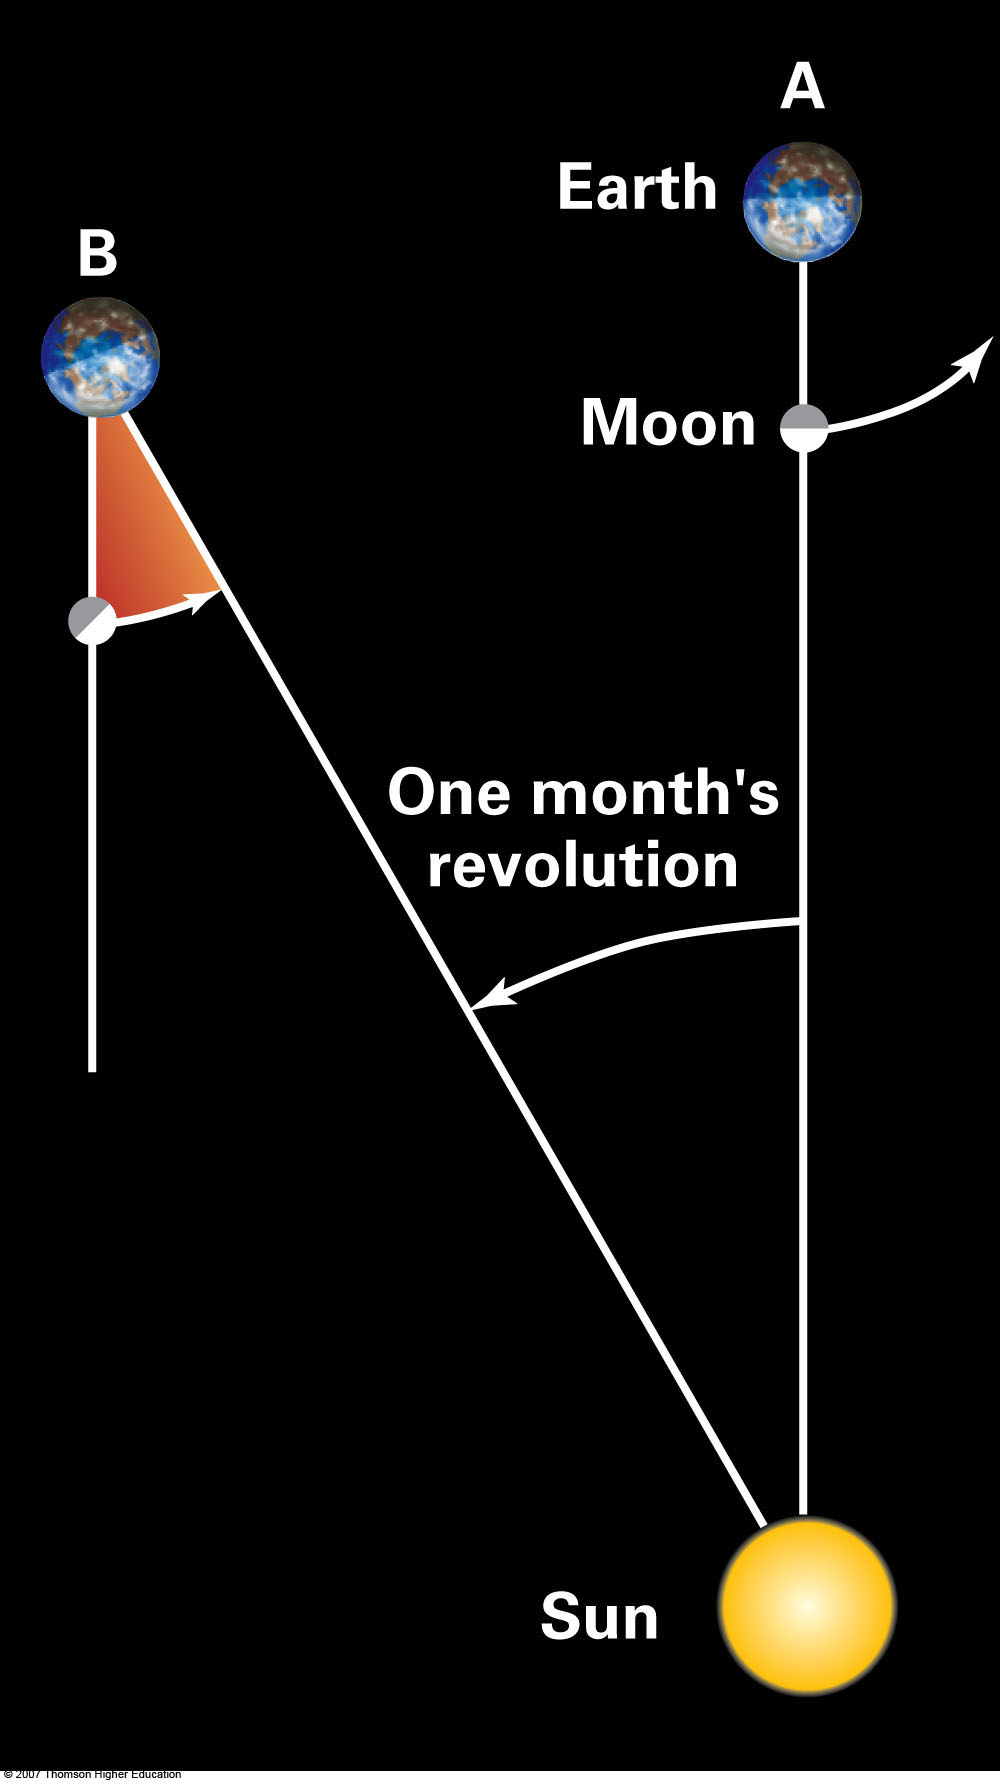 A
Earth
B
Moon
One month's
revolution
Sun
© 2007 Thomson Higher Education